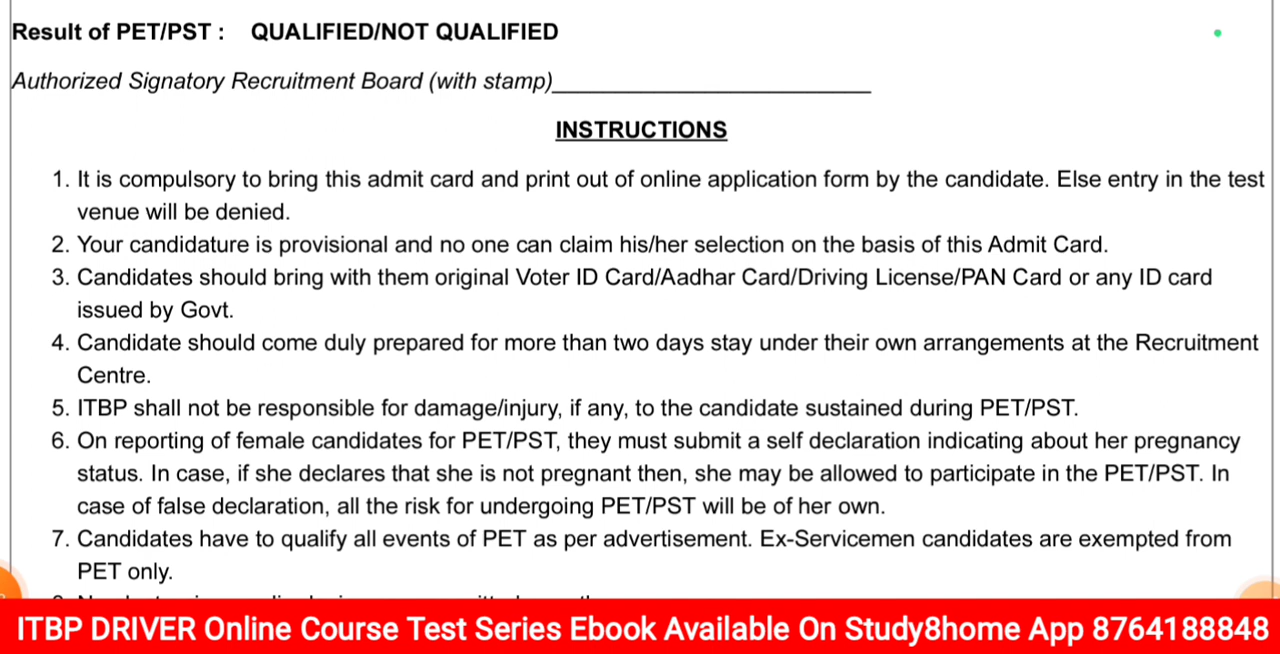 Result of PET/PST : QUALIFIED/NOT QUALIFIED
Authorized Signatory Recruitment Board (with stamp)__________________________
INSTRUCTIONS
1. It is compulsory to bring this admit card and print out of online application form by the candidate. Else entry in the test
venue will be denied.
2. Your candidature is provisional and no one can claim his/her selection on the basis of this Admit Card.
3. Candidates should bring with them original Voter ID Card/Aadhar Card/Driving License/PAN Card or any ID card
issued by Govt.
4. Candidate should come duly prepared for more than two days stay under their own arrangements at the Recruitment
Centre.
5. ITBP shall not be responsible for damage/injury, if any, to the candidate sustained during PET/PST.
6. On reporting of female candidates for PET/PST, they must submit a self declaration indicating about her pregnancy
status. In case, if she declares that she is not pregnant then, she may be allowed to participate in the PET/PST. In
case of false declaration, all the risk for undergoing PET/PST will be of her own.
7. Candidates have to qualify all events of PET as per advertisement. Ex-Servicemen candidates are exempted from
PET only.
ITBP DRIVER Online Course Test Series Ebook Available On Study8home App 8764188848